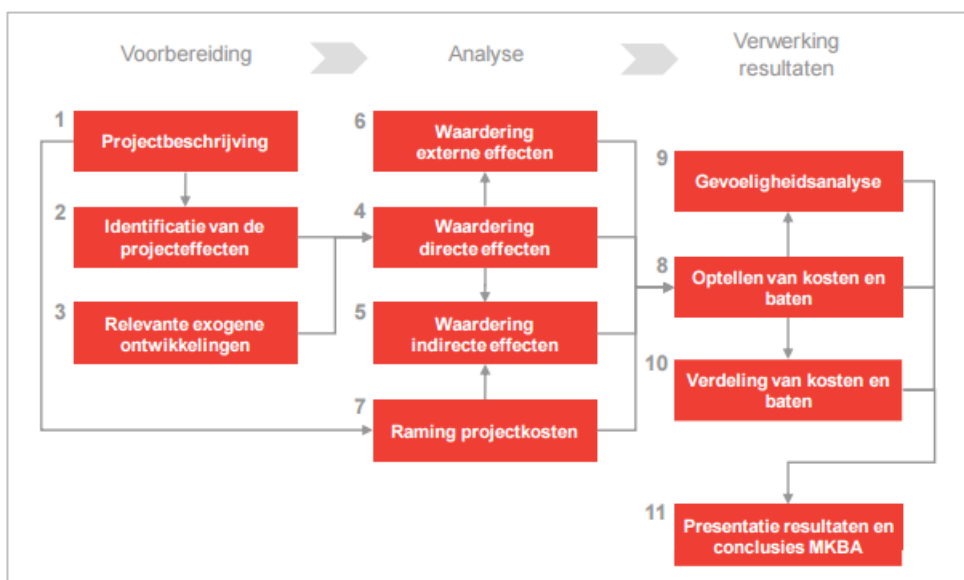 Voorbereiding
Analyse
Verwerking
resultaten
1
Projectbeschrijving
2
Identificatie van de
projecteffecten
3
Relevante exogene
ontwikkelingen
6
Waardering
externe effecten
4
Waardering
directe effecten
5
Waardering
indirecte effecten
7
Raming projectkosten
9
Gevoeligheidsanalyse
8
Optellen van kosten en
baten
10
Verdeling van kosten en
baten
11
Presentatie resultaten en
conclusies MKBA